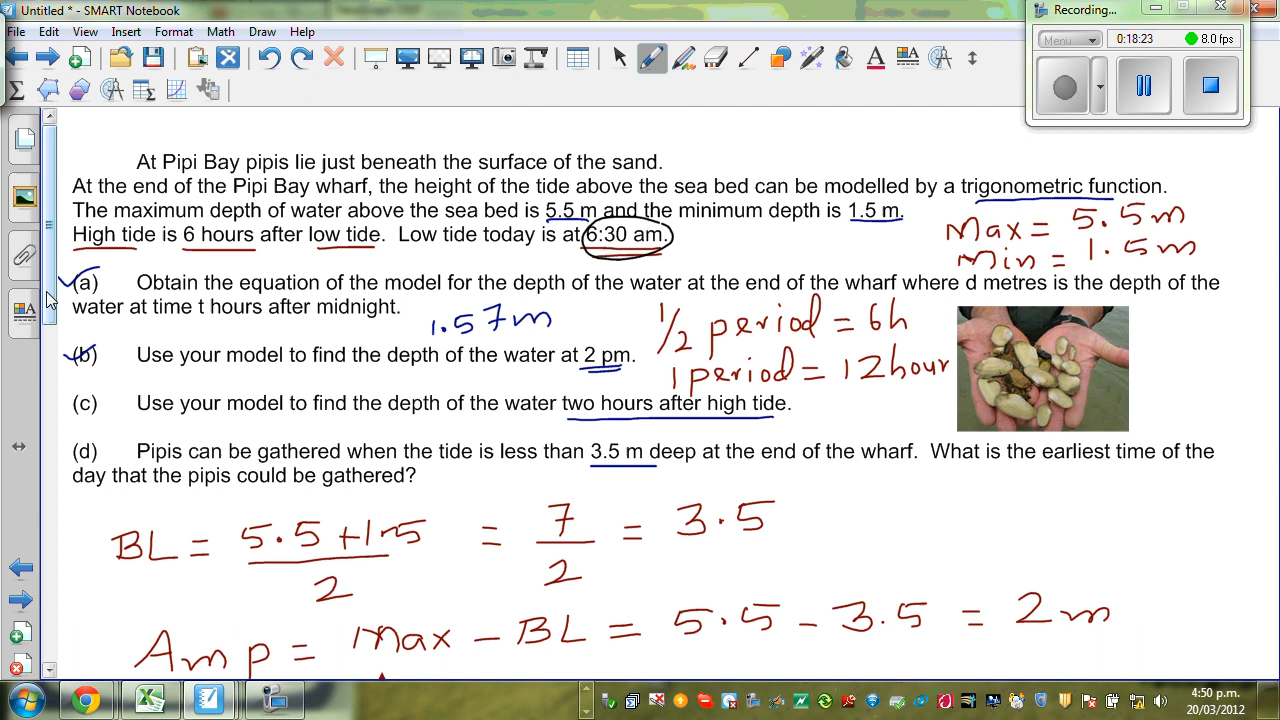 Untitled * - SMART Notebook
File Edit View Insert Format Math Draw Help
Recording...
Menu 0:18:23 8.0 fps
At Pipi Bay pipis lie just beneath the surface of the sand.
At the end of the Pipi Bay wharf, the height of the tide above the sea bed can be modelled by a trigonometric function.
The maximum depth of water above the sea bed is 5.5 m and the minimum depth is 1.5 m.
High tide is 6 hours after low tide. Low tide today is at 6:30 am.
Max = 5.5m
Min = 1.5m
(a) Obtain the equation of the model for the depth of the water at the end of the wharf where d metres is the depth of the
water at time t hours after midnight.
1.57m
1/2 period = 6h
(b) Use your model to find the depth of the water at 2 pm.
1 period = 12 hour
(c) Use your model to find the depth of the water two hours after high tide.
(d) Pipis can be gathered when the tide is less than 3.5 m deep at the end of the wharf. What is the earliest time of the
day that the pipis could be gathered?
BL = 5.5+1.5 / 2 = 7 / 2 = 3.5
Amp = Max - BL = 5.5 - 3.5 = 2m
4:50 p.m.
20/03/2012